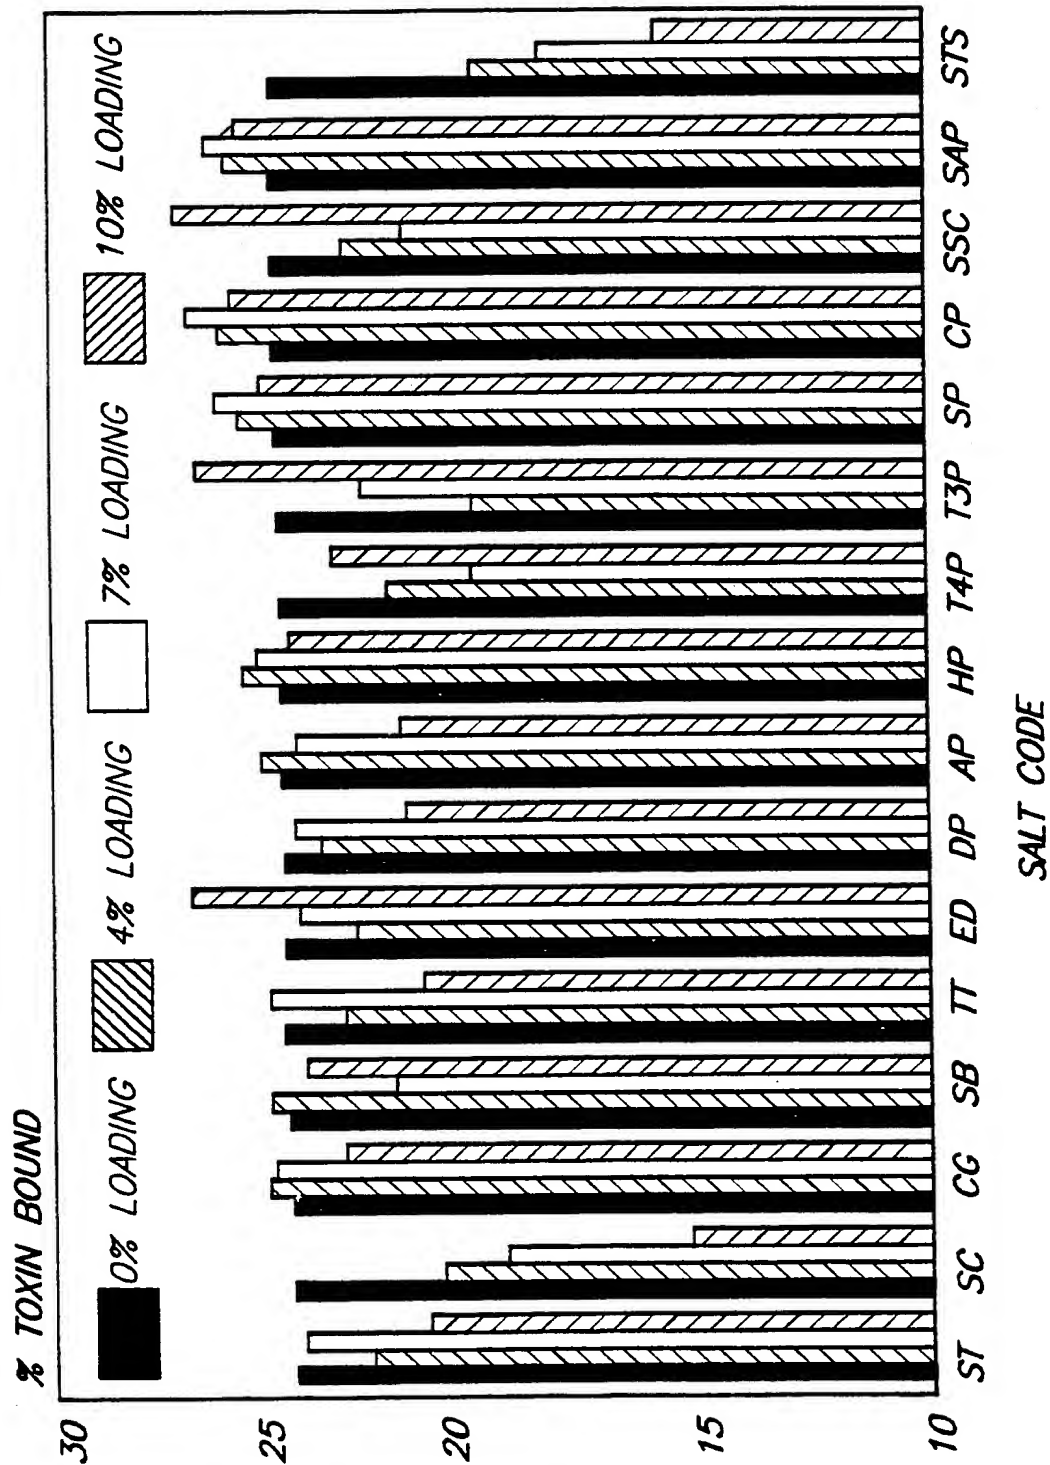 % TOXIN BOUND
0% LOADING
4% LOADING
7% LOADING
10% LOADING
30
25
20
15
10
ST SC CG SB TT ED DP AP HP T4P T3P SP CP SSC SAP STS
SALT CODE